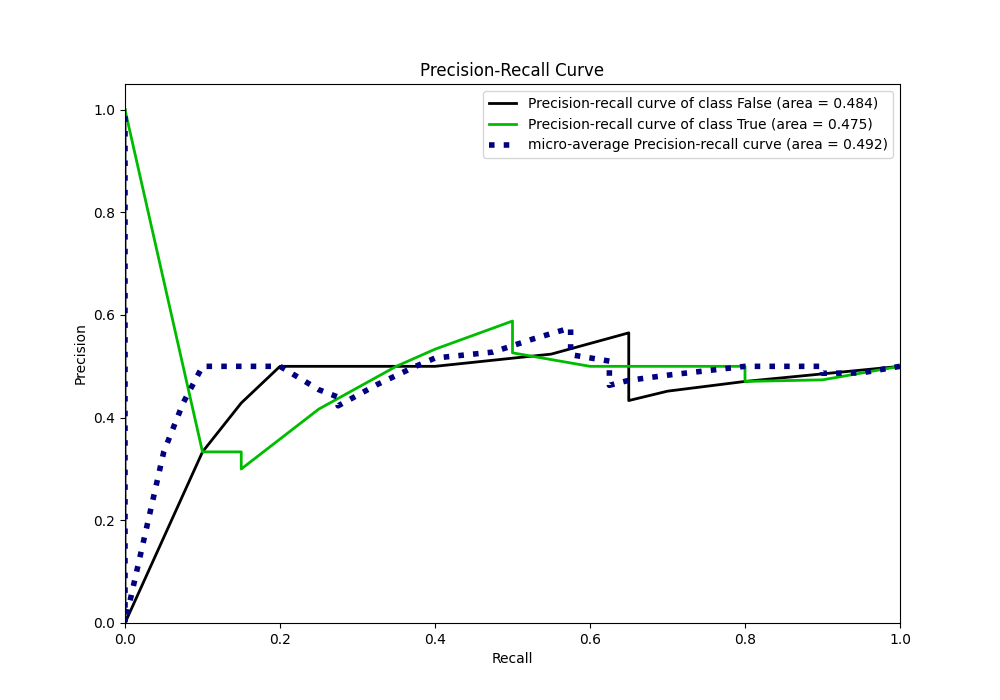 Precision-Recall Curve
Precision-recall curve of class False (area = 0.484)
Precision-recall curve of class True (area = 0.475)
micro-average Precision-recall curve (area = 0.492)
Precision
1.0
0.8
0.6
0.4
0.2
0.0
0.0 0.2 0.4 0.6 0.8 1.0
Recall